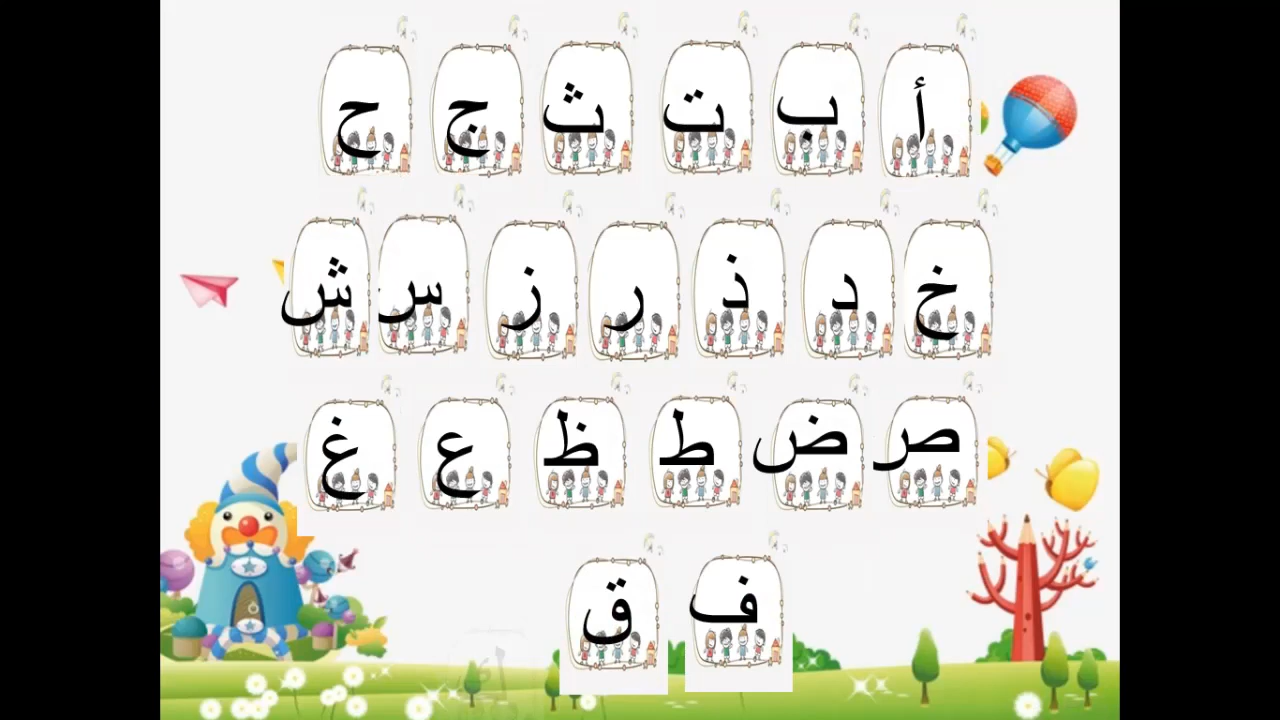 أ ب ت ث ج ح
خ د ذ ر ز س ش
ص ض ط ظ ع غ
ف ق